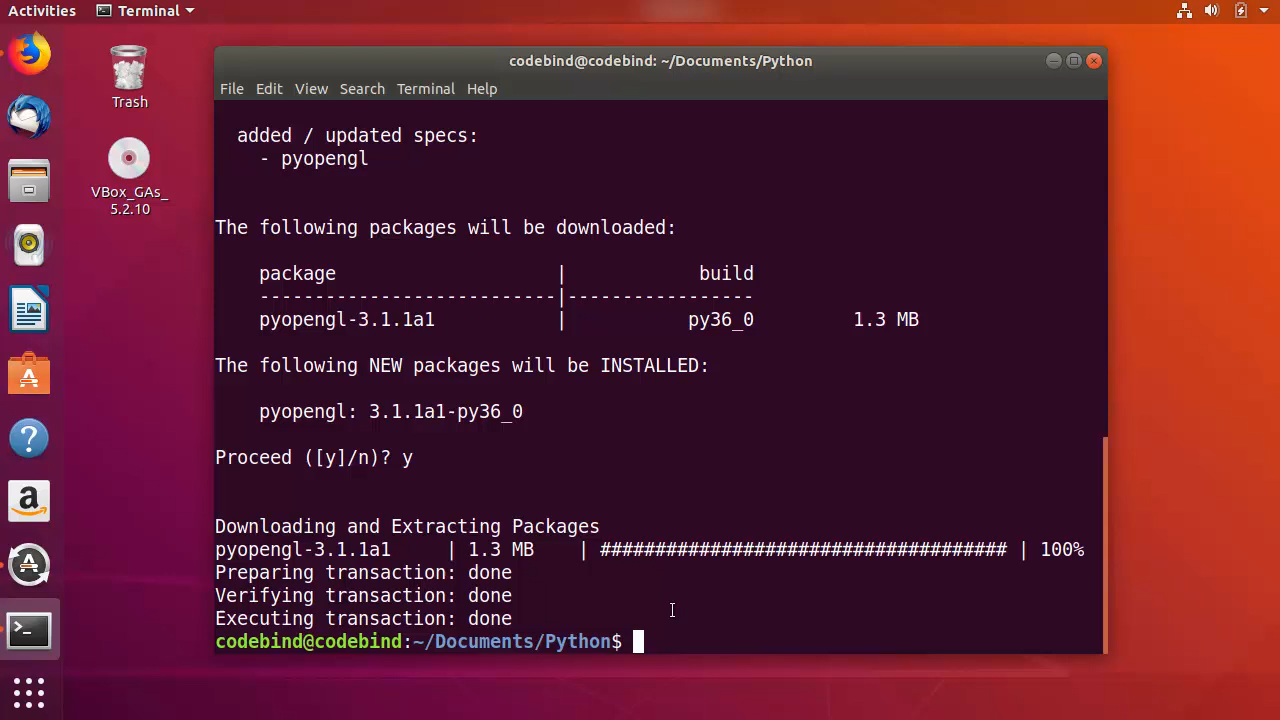 Activities
Terminal
Trash
VBox_GAs_
5.2.10
codebind@codebind: ~/Documents/Python
File Edit View Search Terminal Help
added / updated specs:
- pyopengl
The following packages will be downloaded:
package | build
---------------------------|-----------------
pyopengl-3.1.1a1 | py36_0 1.3 MB
The following NEW packages will be INSTALLED:
pyopengl: 3.1.1a1-py36_0
Proceed ([y]/n)? y
Downloading and Extracting Packages
pyopengl-3.1.1a1 | 1.3 MB | ##################################### | 100%
Preparing transaction: done
Verifying transaction: done
Executing transaction: done
codebind@codebind:~/Documents/Python$